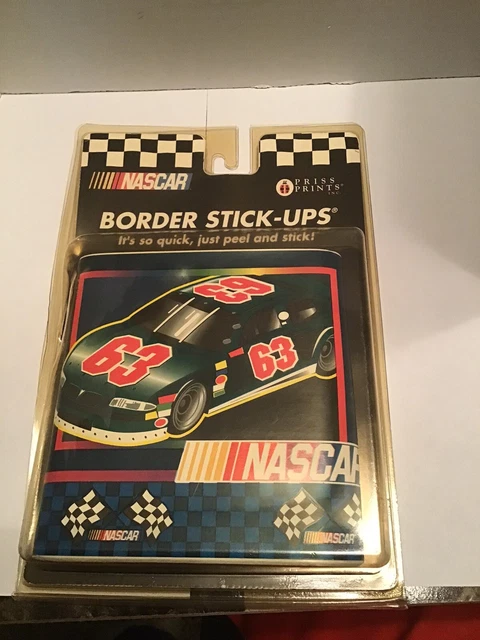 NASCAR
PRISS
PRINTS
INC.
BORDER STICK-UPS®
It's so quick, just peel and stick!
63
63
63
NASCAR
NASCAR
NASCAR